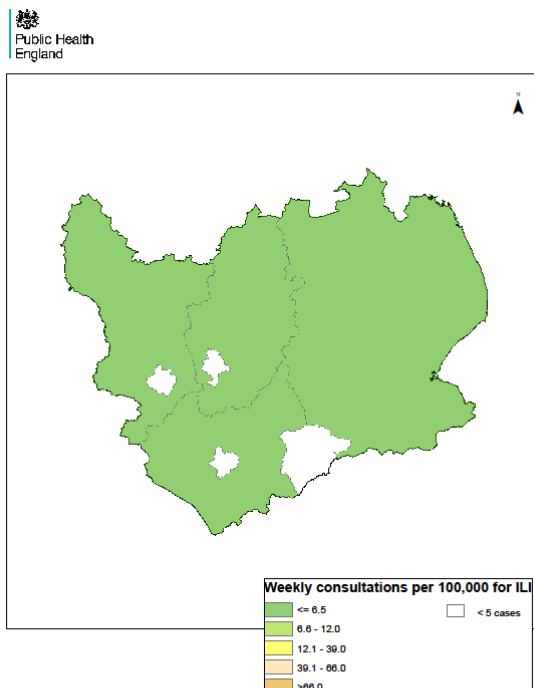 Public Health
England
Weekly consultations per 100,000 for ILI
<= 6.5
< 5 cases
6.6 - 12.0
12.1 - 39.0
39.1 - 66.0
>66.0